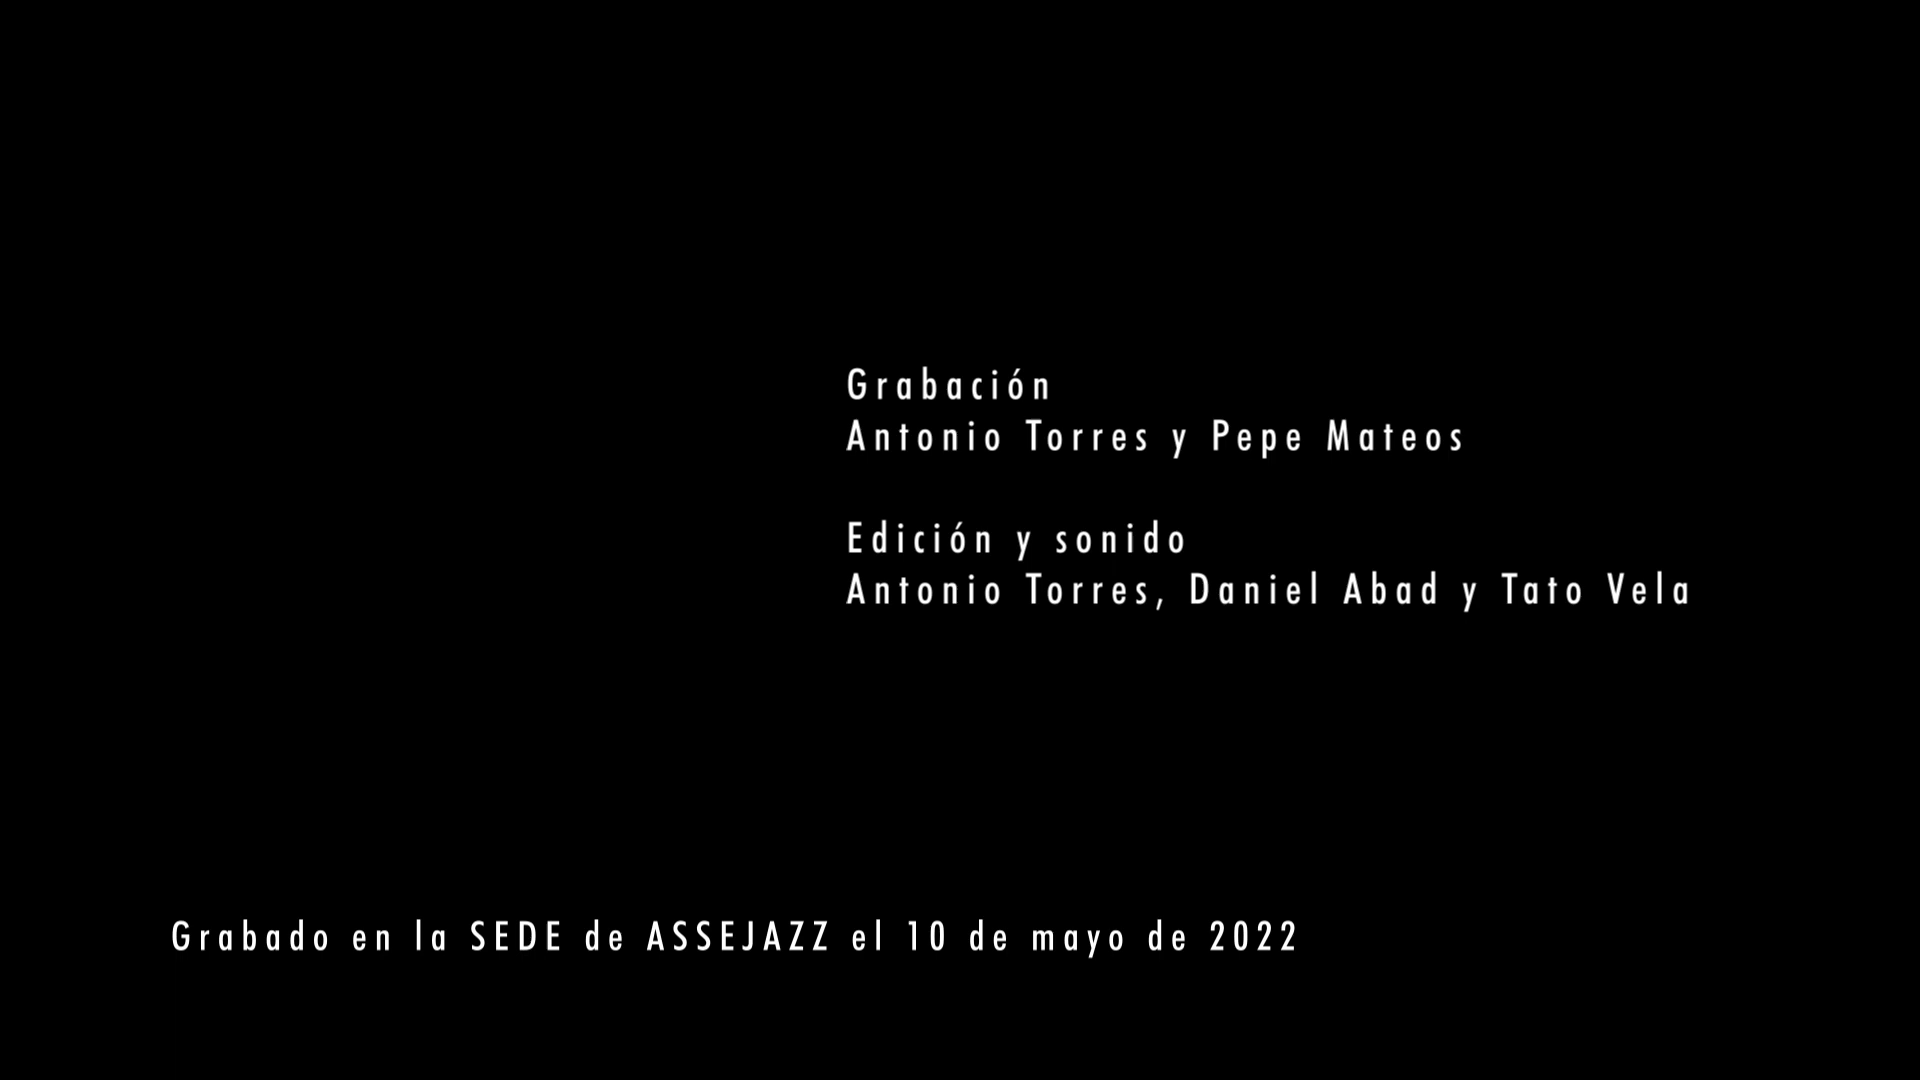 Grabación
Antonio Torres y Pepe Mateos
Edición y sonido
Antonio Torres, Daniel Abad y Tato Vela
Grabado en la SEDE de ASSEJAZZ el 10 de mayo de 2022